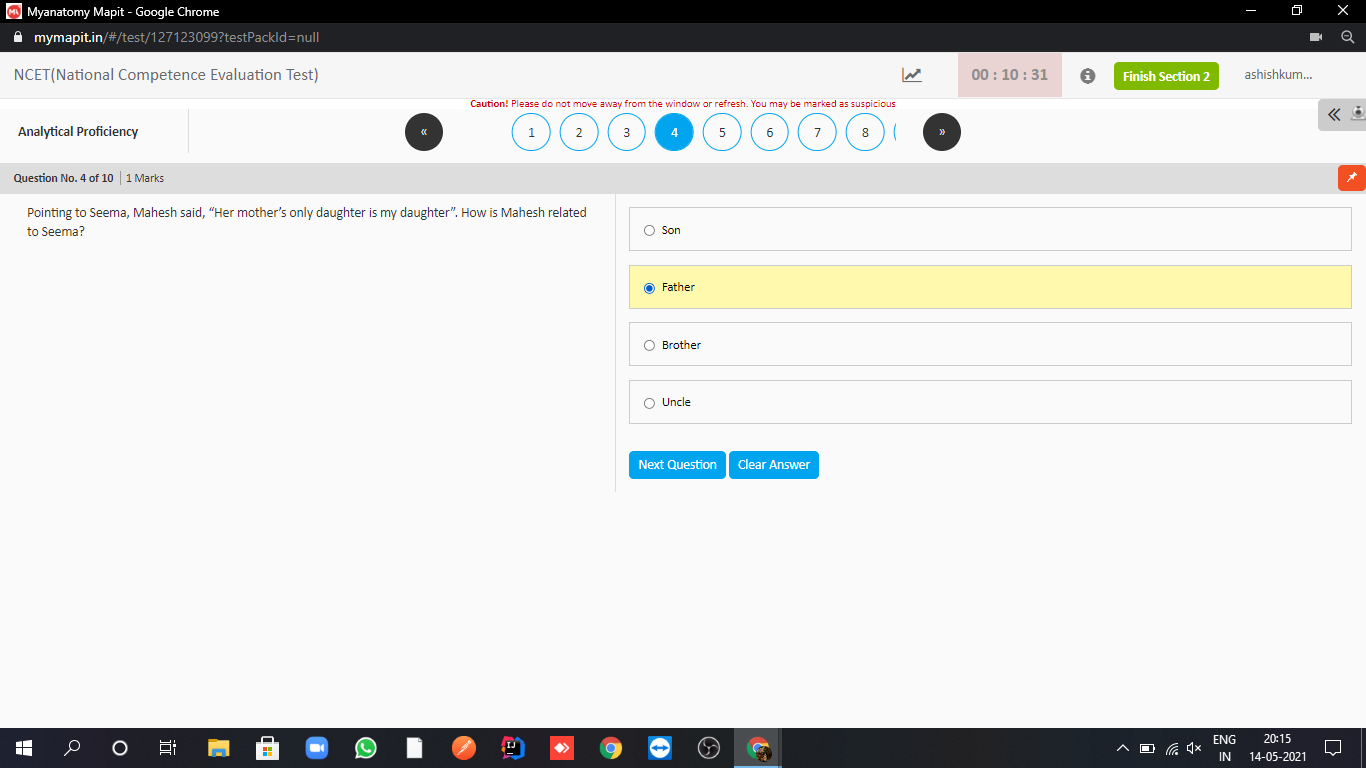 Myanatomy Mapit - Google Chrome
mymapit.in/#/test/127123099?testPackId=null
NCET(National Competence Evaluation Test)
00 : 10 : 31
Finish Section 2
ashishkum...
Caution! Please do not move away from the window or refresh. You may be marked as suspicious
Analytical Proficiency
« 1 2 3 4 5 6 7 8 »
Question No. 4 of 10 | 1 Marks
Pointing to Seema, Mahesh said, “Her mother’s only daughter is my daughter”. How is Mahesh related
to Seema?
Son
Father
Brother
Uncle
Next Question
Clear Answer
ENG
IN
20:15
14-05-2021